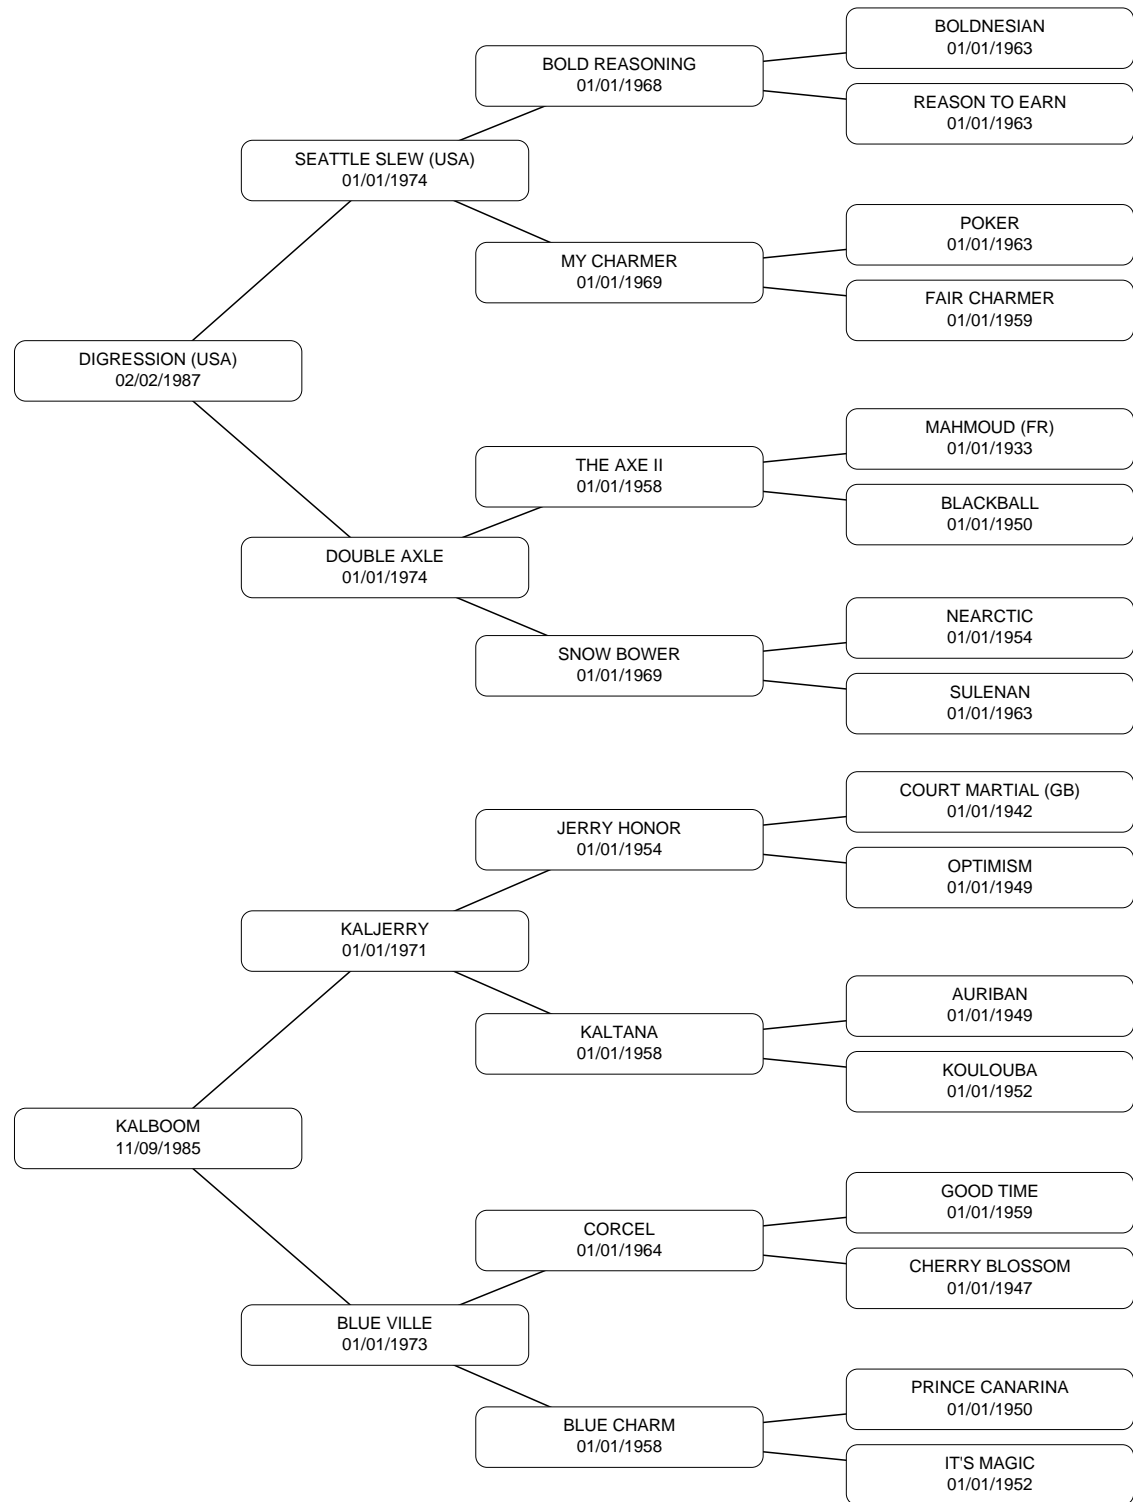 BOLDNESIAN
01/01/1963
BOLD REASONING
01/01/1968
REASON TO EARN
01/01/1963
SEATTLE SLEW (USA)
01/01/1974
POKER
01/01/1963
MY CHARMER
01/01/1969
FAIR CHARMER
01/01/1959
DIGRESSION (USA)
02/02/1987
MAHMOUD (FR)
01/01/1933
THE AXE II
01/01/1958
BLACKBALL
01/01/1950
DOUBLE AXLE
01/01/1974
NEARCTIC
01/01/1954
SNOW BOWER
01/01/1969
SULENAN
01/01/1963
COURT MARTIAL (GB)
01/01/1942
JERRY HONOR
01/01/1954
OPTIMISM
01/01/1949
KALJERRY
01/01/1971
AURIBAN
01/01/1949
KALTANA
01/01/1958
KOULOUBA
01/01/1952
KALBOOM
11/09/1985
GOOD TIME
01/01/1959
CORCEL
01/01/1964
CHERRY BLOSSOM
01/01/1947
BLUE VILLE
01/01/1973
PRINCE CANARINA
01/01/1950
BLUE CHARM
01/01/1958
IT'S MAGIC
01/01/1952